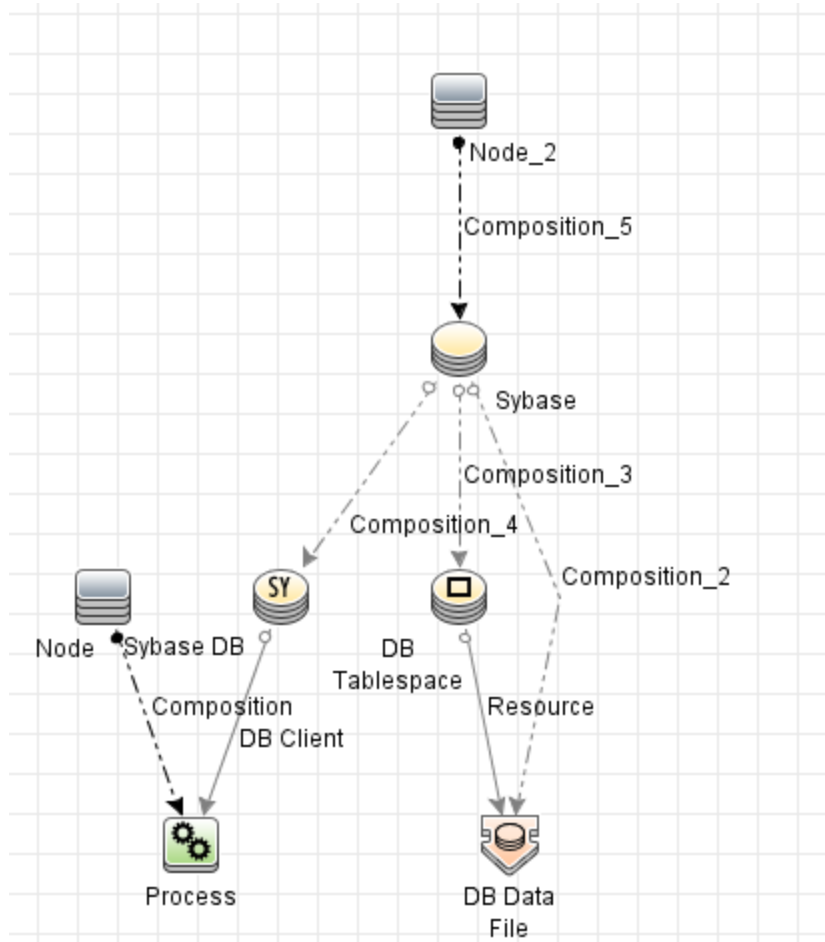 Node_2
Composition_5
Sybase
Composition_3
Composition_4
Composition_2
SY
Node
Sybase DB
DB
Tablespace
Composition
Resource
DB Client
Process
DB Data
File